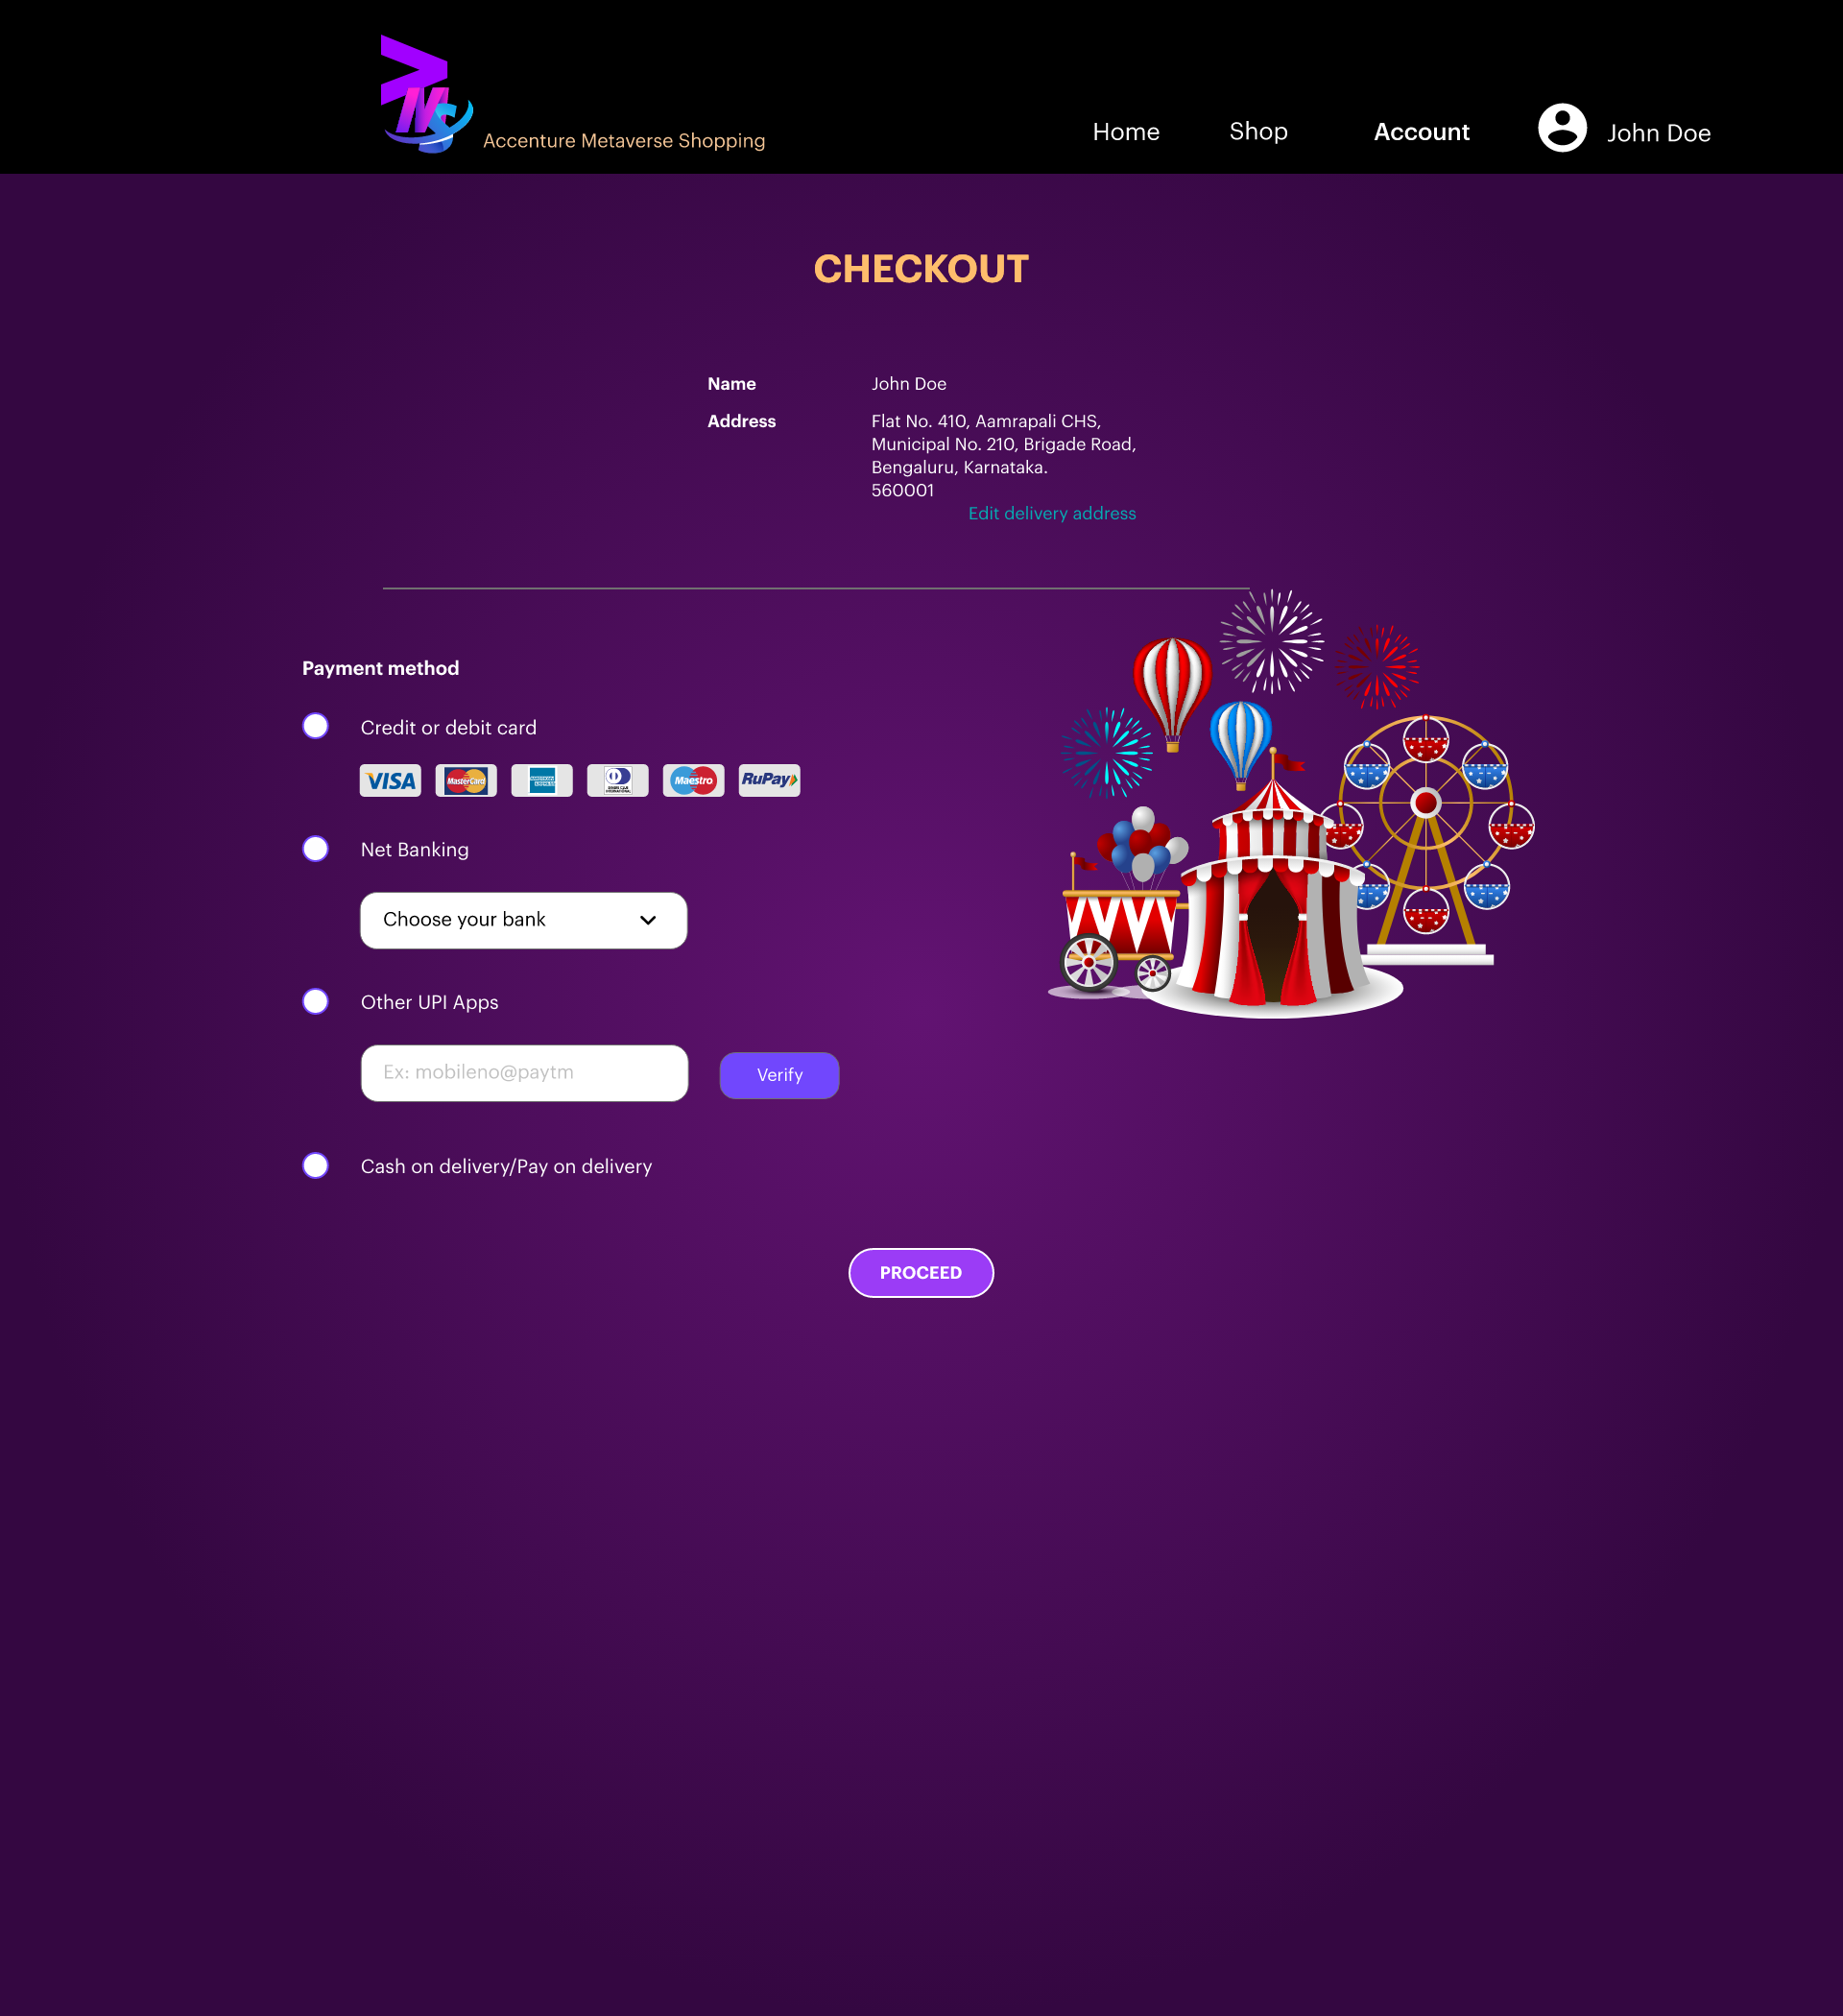 Accenture Metaverse Shopping
Home
Shop
Account
John Doe
CHECKOUT
Name
John Doe
Address
Flat No. 410, Aamrapali CHS,
Municipal No. 210, Brigade Road,
Bengaluru, Karnataka.
560001
Edit delivery address
Payment method
Credit or debit card
VISA
MasterCard
Maestro
RuPay
Net Banking
Choose your bank
Other UPI Apps
Ex: mobileno@paytm
Verify
Cash on delivery/Pay on delivery
PROCEED